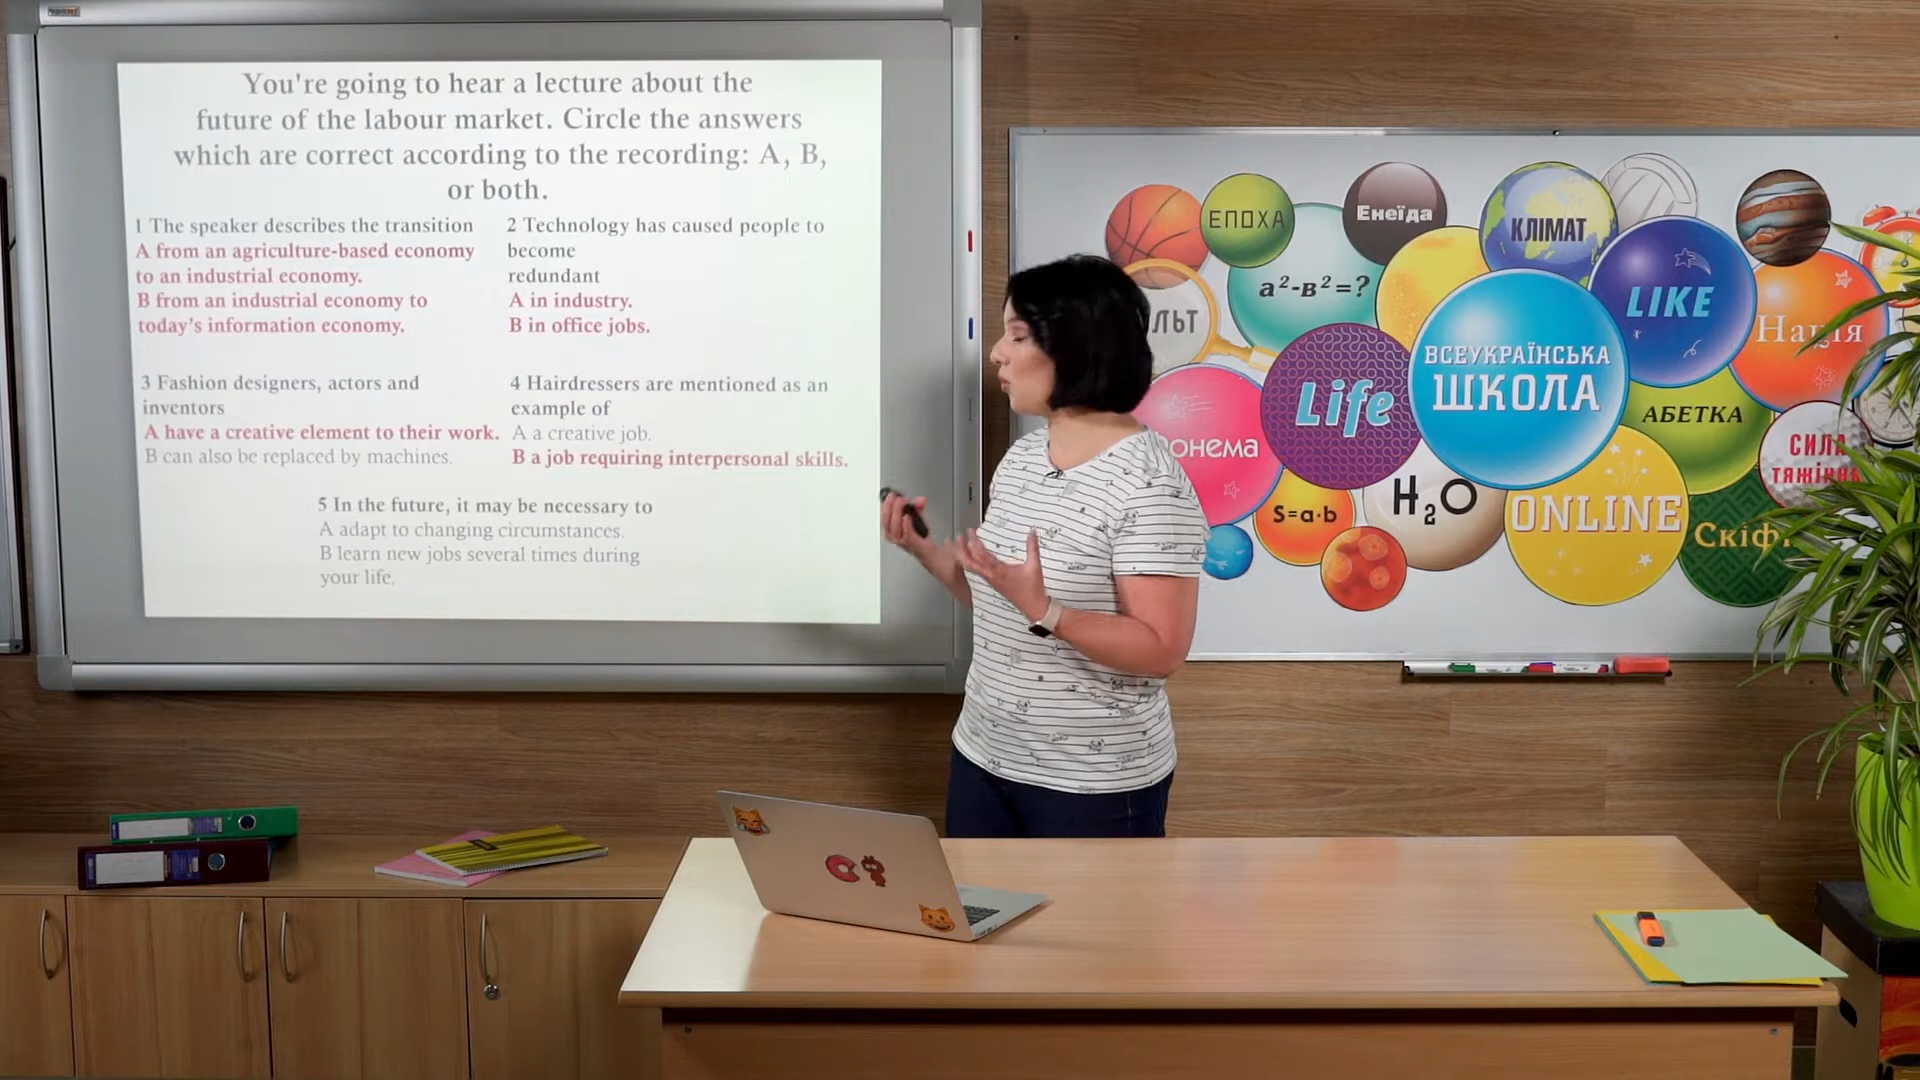 You're going to hear a lecture about the
future of the labour market. Circle the answers
which are correct according to the recording: A, B,
or both.
1 The speaker describes the transition
A from an agriculture-based economy
to an industrial economy.
B from an industrial economy to
today's information economy.
2 Technology has caused people to
become
redundant
A in industry.
B in office jobs.
3 Fashion designers, actors and
inventors
A have a creative element to their work.
B can also be replaced by machines.
4 Hairdressers are mentioned as an
example of
A a creative job.
B a job requiring interpersonal skills.
5 In the future, it may be necessary to
A adapt to changing circumstances.
B learn new jobs several times during
your life.
ЕПОХА
Енеїда
КЛІМАТ
a²-в²=?
LIKE
Нація
ВСЕУКРАЇНСЬКА
ШКОЛА
Life
АБЕТКА
СИЛА
ТЯЖІННЯ
H₂O
ONLINE
S=a·b